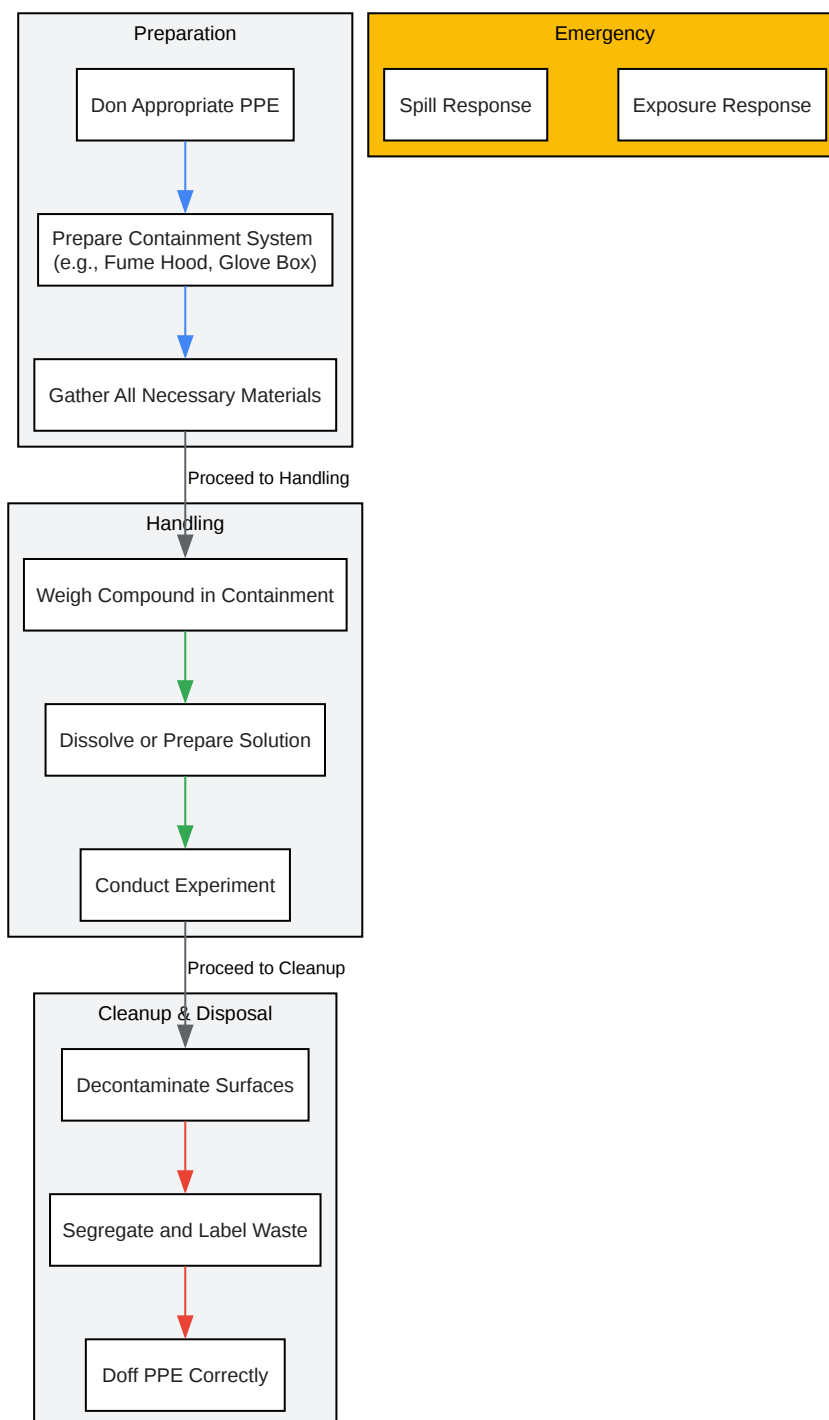 Preparation
Don Appropriate PPE
Prepare Containment System
(e.g., Fume Hood, Glove Box)
Gather All Necessary Materials
Proceed to Handling
Handling
Weigh Compound in Containment
Dissolve or Prepare Solution
Conduct Experiment
Proceed to Cleanup
Cleanup & Disposal
Decontaminate Surfaces
Segregate and Label Waste
Doff PPE Correctly
Emergency
Spill Response
Exposure Response